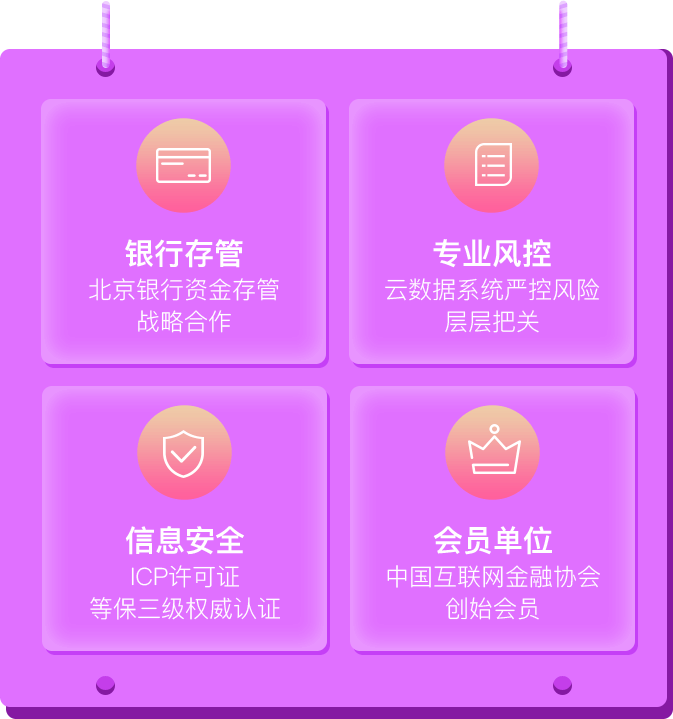 银行存管
北京银行资金存管
战略合作
专业风控
云数据系统严控风险
层层把关
信息安全
ICP许可证
等保三级权威认证
会员单位
中国互联网金融协会
创始会员